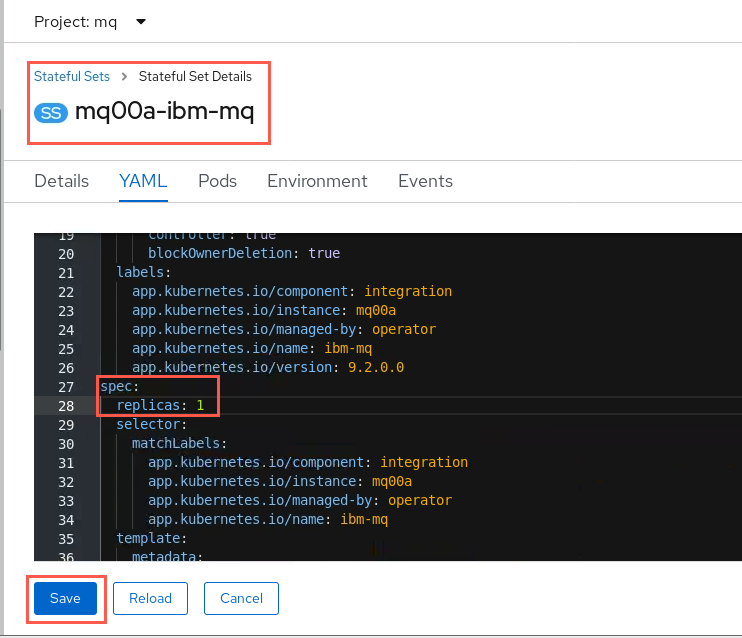 Project: mq
Stateful Sets > Stateful Set Details
SS mq00a-ibm-mq
Details YAML Pods Environment Events
19 controller: true
20 blockOwnerDeletion: true
21 labels:
22 app.kubernetes.io/component: integration
23 app.kubernetes.io/instance: mq00a
24 app.kubernetes.io/managed-by: operator
25 app.kubernetes.io/name: ibm-mq
26 app.kubernetes.io/version: 9.2.0.0
27 spec:
28 replicas: 1
29 selector:
30 matchLabels:
31 app.kubernetes.io/component: integration
32 app.kubernetes.io/instance: mq00a
33 app.kubernetes.io/managed-by: operator
34 app.kubernetes.io/name: ibm-mq
35 template:
36 metadata:
Save Reload Cancel